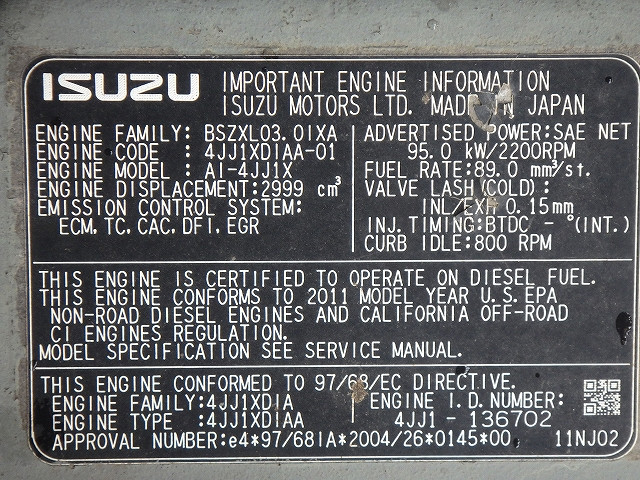 ISUZU IMPORTANT ENGINE INFORMATION
ISUZU MOTORS LTD. MADE IN JAPAN
ENGINE FAMILY: BSZXL03.01XA
ENGINE CODE : 4JJ1XDIAA-01
ENGINE MODEL : AI-4JJ1X
ENGINE DISPLACEMENT: 2999 cm³
EMISSION CONTROL SYSTEM:
ECM, TC, CAC, DFI, EGR
ADVERTISED POWER:SAE NET
95.0 kW/2200RPM
FUEL RATE:89.0 mm³/st.
VALVE LASH(COLD):
INL/EXH 0.15mm
INJ.TIMING:BTDC - °(INT.)
CURB IDLE:800 RPM
THIS ENGINE IS CERTIFIED TO OPERATE ON DIESEL FUEL.
THIS ENGINE CONFORMS TO 2011 MODEL YEAR U.S.EPA
NON-ROAD DIESEL ENGINES AND CALIFORNIA OFF-ROAD
CI ENGINES REGULATION.
MODEL SPECIFICATION SEE SERVICE MANUAL.
THIS ENGINE CONFORMED TO 97/68/EC DIRECTIVE.
ENGINE FAMILY:4JJ1XDIA ENGINE I.D.NUMBER:
ENGINE TYPE :4JJ1XDIAA 4JJ1 - 136702
APPROVAL NUMBER:e4*97/68IA*2004/26*0145*00 11NJ02